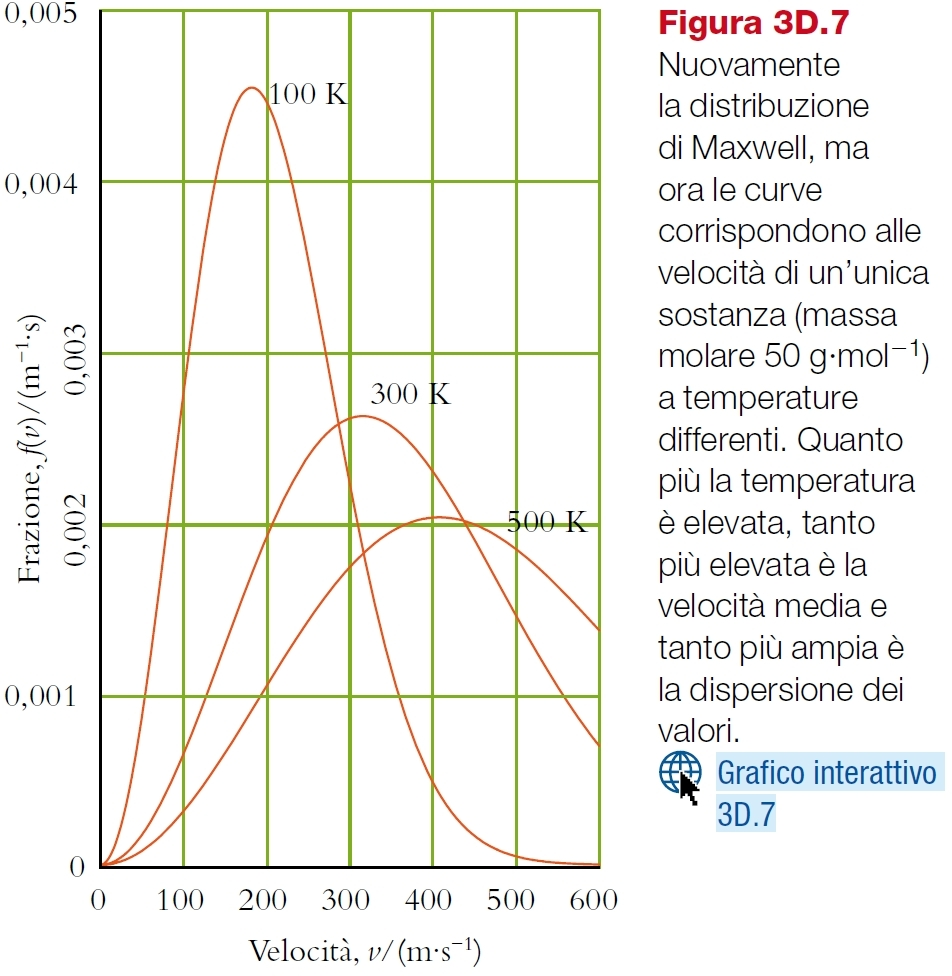 0,005
0,004
0,003
0,002
0,001
0
Frazione, f(v)/(m⁻¹·s)
100 K
300 K
500 K
0 100 200 300 400 500 600
Velocità, v/(m·s⁻¹)
Figura 3D.7
Nuovamente
la distribuzione
di Maxwell, ma
ora le curve
corrispondono alle
velocità di un’unica
sostanza (massa
molare 50 g·mol⁻¹)
a temperature
differenti. Quanto
più la temperatura
è elevata, tanto
più elevata è la
velocità media e
tanto più ampia è
la dispersione dei
valori.
Grafico interattivo
3D.7